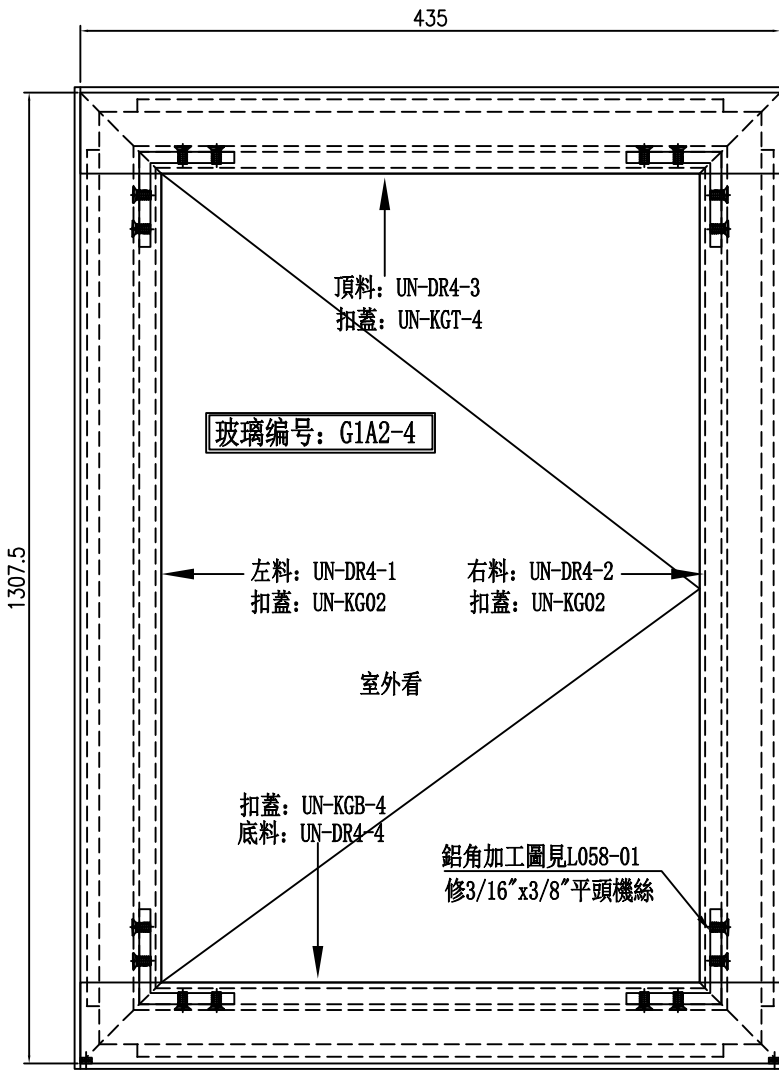 435
頂料：UN-DR4-3
扣蓋：UN-KGT-4
玻璃编号：G1A2-4
1307.5
左料：UN-DR4-1
扣蓋：UN-KG02
右料：UN-DR4-2
扣蓋：UN-KG02
室外看
扣蓋：UN-KGB-4
底料：UN-DR4-4
鋁角加工圖見L058-01
修3/16"x3/8"平頭機絲